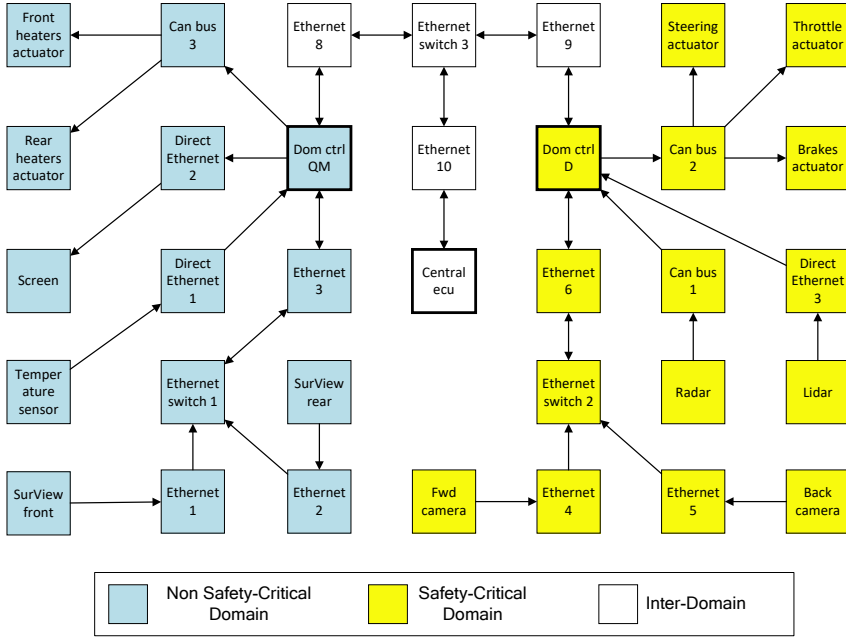 Front
heaters
actuator
Can bus
3
Ethernet
8
Ethernet
switch 3
Ethernet
9
Steering
actuator
Throttle
actuator
Rear
heaters
actuator
Direct
Ethernet
2
Dom ctrl
QM
Ethernet
10
Dom ctrl
D
Can bus
2
Brakes
actuator
Screen
Direct
Ethernet
1
Ethernet
3
Central
ecu
Ethernet
6
Can bus
1
Direct
Ethernet
3
Temper
ature
sensor
Ethernet
switch 1
SurView
rear
Ethernet
switch 2
Radar
Lidar
SurView
front
Ethernet
1
Ethernet
2
Fwd
camera
Ethernet
4
Ethernet
5
Back
camera
Non Safety-Critical
Domain
Safety-Critical
Domain
Inter-Domain